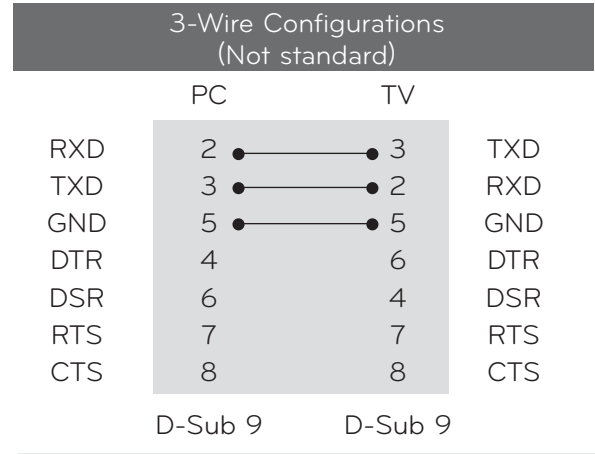 3-Wire Configurations
(Not standard)
PC TV
RXD 2 3 TXD
TXD 3 2 RXD
GND 5 5 GND
DTR 4 6 DTR
DSR 6 4 DSR
RTS 7 7 RTS
CTS 8 8 CTS
D-Sub 9 D-Sub 9